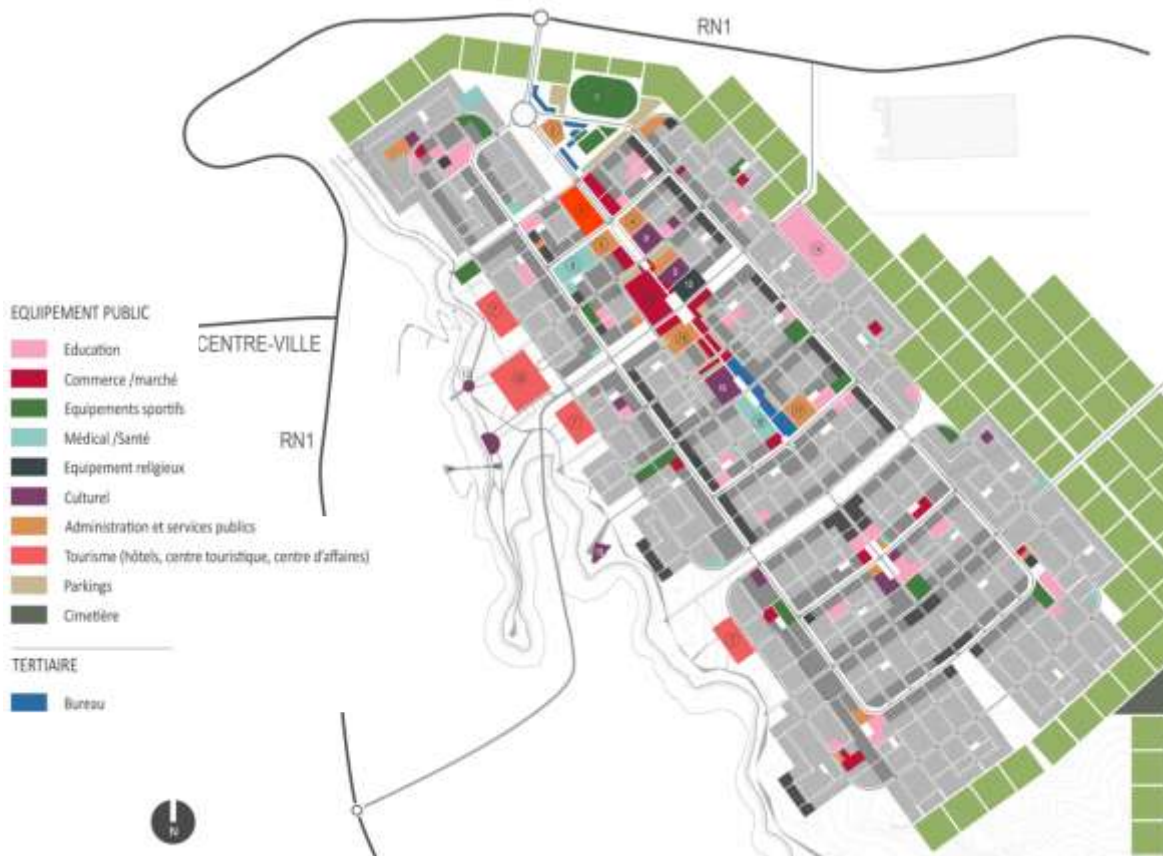 RN1
EQUIPEMENT PUBLIC
Education
CENTRE-VILLE
Commerce /marché
Equipements sportifs
Médical /Santé
RN1
Equipement religieux
Culturel
Administration et services publics
Tourisme (hôtels, centre touristique, centre d'affaires)
Parkings
Cimetière
TERTIAIRE
Bureau
N